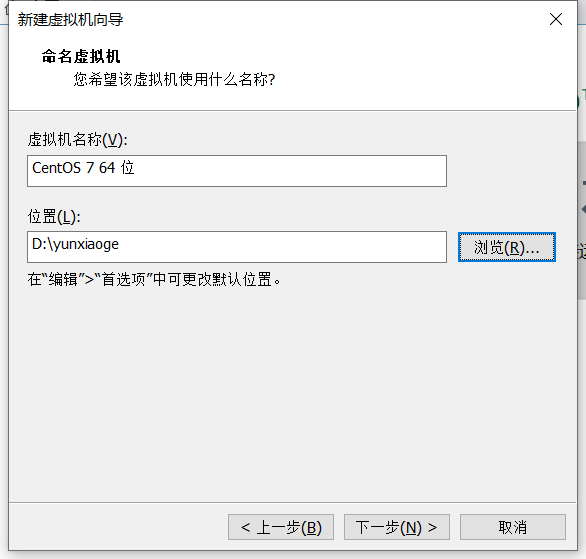 新建虚拟机向导
命名虚拟机
您希望该虚拟机使用什么名称?
虚拟机名称(V):
CentOS 7 64 位
位置(L):
D:\yunxiaoge
浏览(R)...
在“编辑”>“首选项”中可更改默认位置。
< 上一步(B)
下一步(N) >
取消